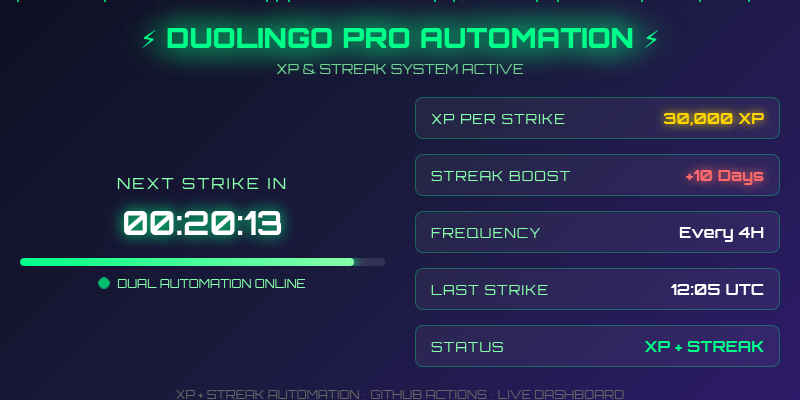 ⚡ DUOLINGO PRO AUTOMATION ⚡
XP & STREAK SYSTEM ACTIVE
NEXT STRIKE IN
00:20:13
DUAL AUTOMATION ONLINE
XP PER STRIKE 30,000 XP
STREAK BOOST +10 Days
FREQUENCY Every 4H
LAST STRIKE 12:05 UTC
STATUS XP + STREAK
XP + STREAK AUTOMATION · GITHUB ACTIONS · LIVE DASHBOARD